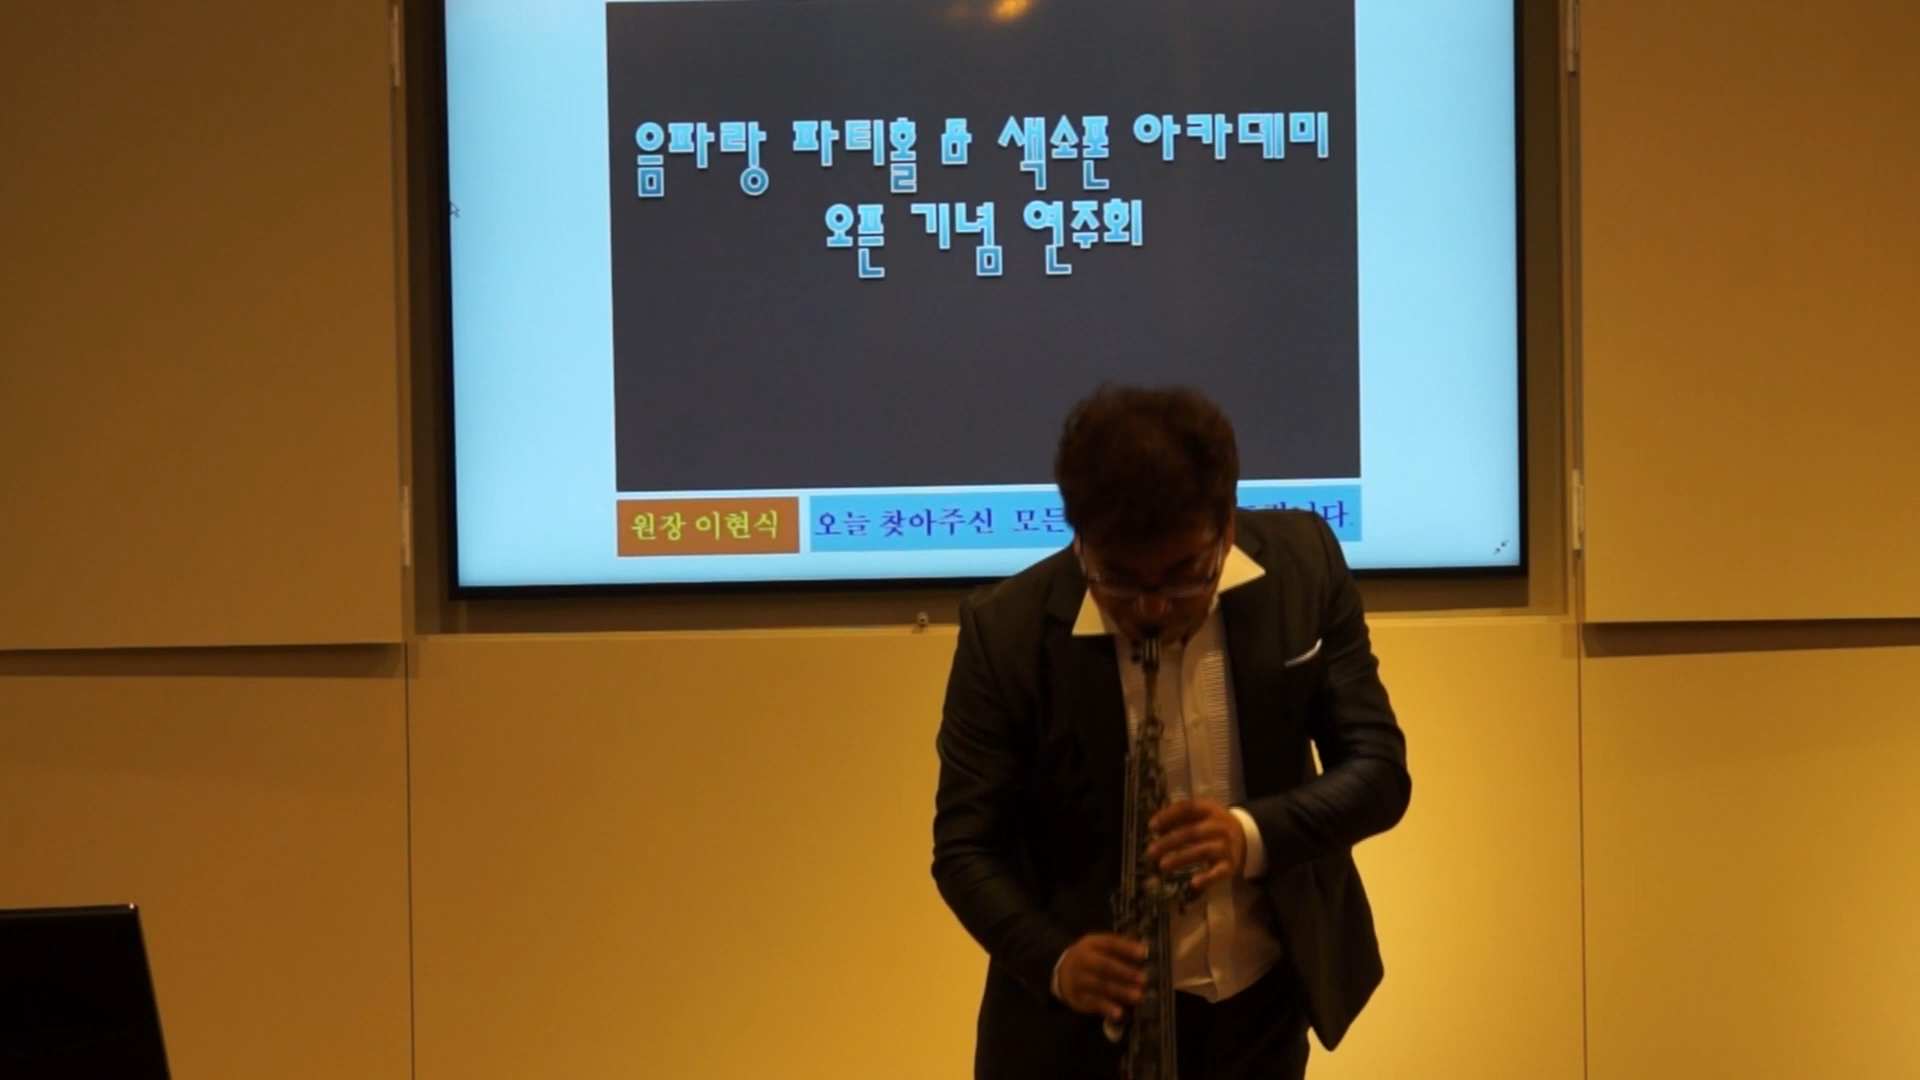 음파랑 파티홀 & 색소폰 아카데미
오픈 기념 연주회
원장 이현식
오늘 찾아주신 모든